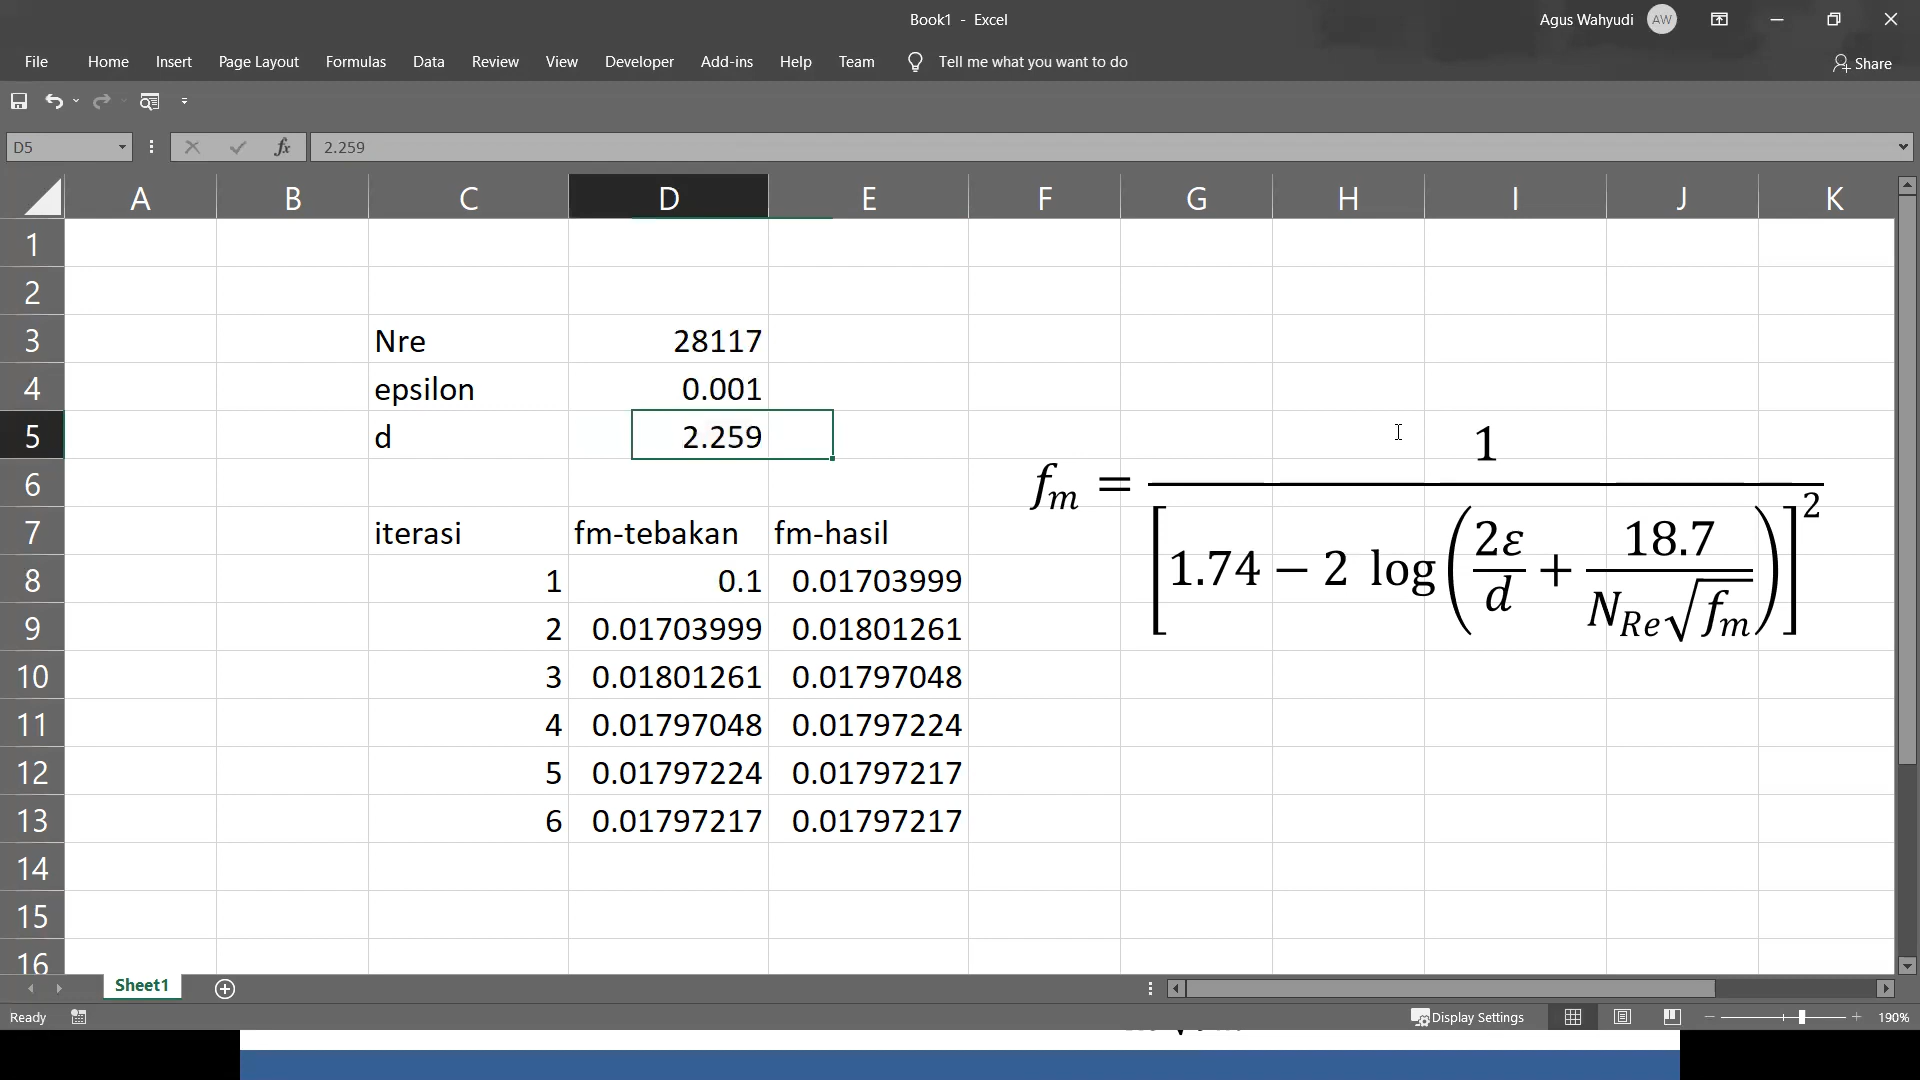 Book1 - Excel
Agus Wahyudi AW
File Home Insert Page Layout Formulas Data Review View Developer Add-ins Help Team Tell me what you want to do Share
D5 fx 2.259
A B C D E F G H I J K
1
2
3 Nre 28117
4 epsilon 0.001
5 d 2.259
6
7 iterasi fm-tebakan fm-hasil
8 1 0.1 0.01703999
9 2 0.01703999 0.01801261
10 3 0.01801261 0.01797048
11 4 0.01797048 0.01797224
12 5 0.01797224 0.01797217
13 6 0.01797217 0.01797217
14
15
16
f_m = 1 / [1.74 − 2 log(2ε/d + 18.7/(N_Re√f_m))]^2
Sheet1
Ready Display Settings 190%